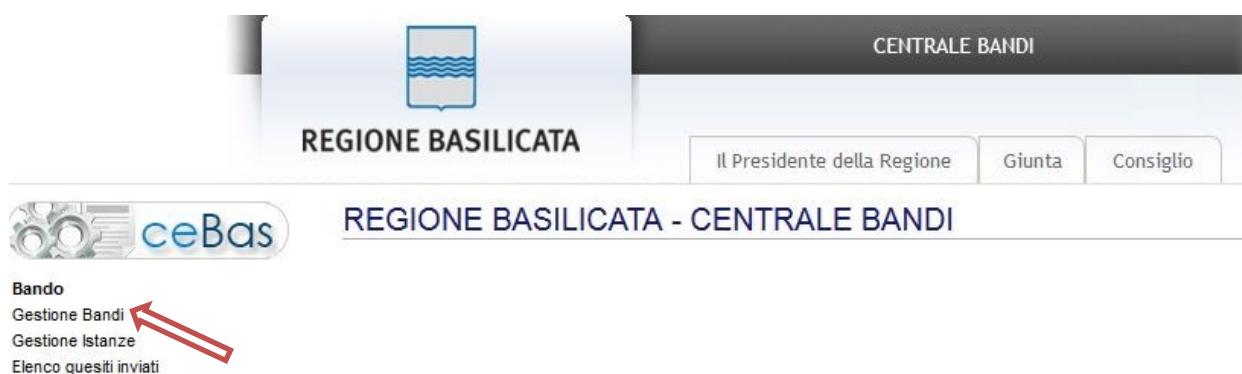 CENTRALE BANDI
REGIONE BASILICATA
Il Presidente della Regione
Giunta
Consiglio
ceBas
REGIONE BASILICATA - CENTRALE BANDI
Bando
Gestione Bandi
Gestione Istanze
Elenco quesiti inviati